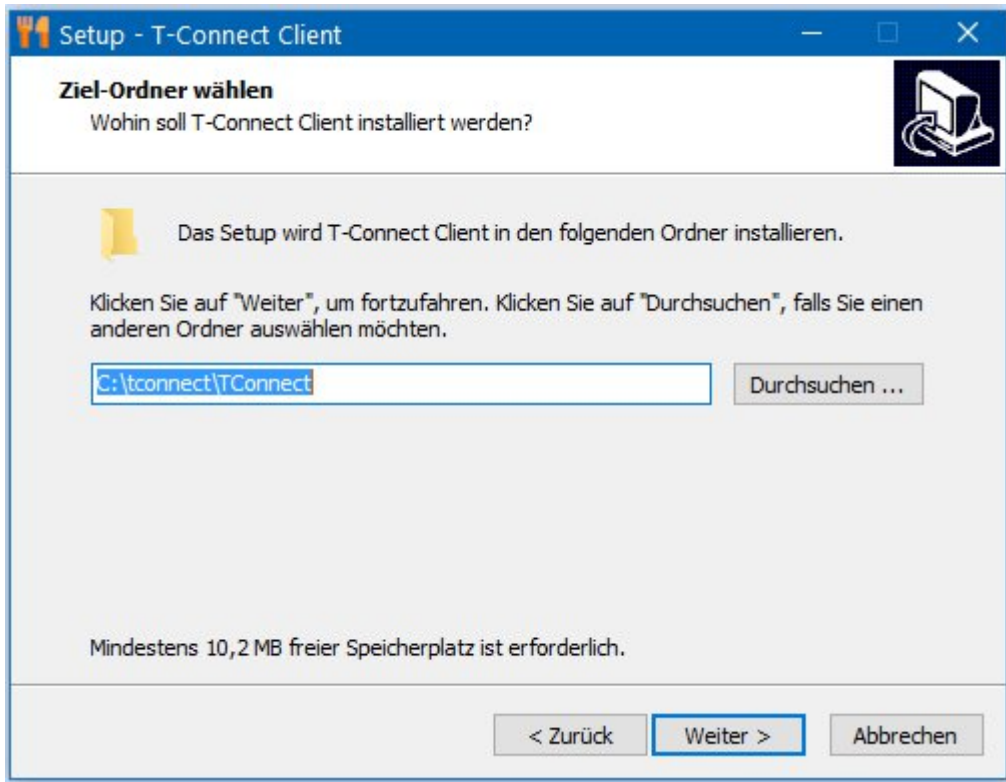 Setup - T-Connect Client
Ziel-Ordner wählen
Wohin soll T-Connect Client installiert werden?
Das Setup wird T-Connect Client in den folgenden Ordner installieren.
Klicken Sie auf "Weiter", um fortzufahren. Klicken Sie auf "Durchsuchen", falls Sie einen
anderen Ordner auswählen möchten.
C:\tconnect\TConnect
Durchsuchen ...
Mindestens 10,2 MB freier Speicherplatz ist erforderlich.
< Zurück
Weiter >
Abbrechen